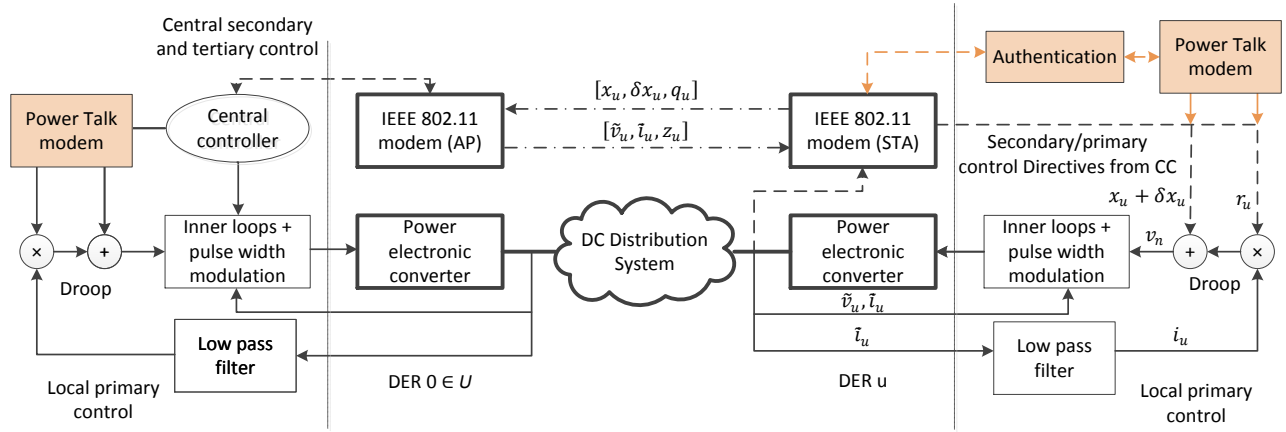 Central secondary
and tertiary control
Power Talk
modem
Central
controller
IEEE 802.11
modem (AP)
[x_u, δx_u, q_u]
[ṽ_u, ĩ_u, z_u]
IEEE 802.11
modem (STA)
Authentication
Power Talk
modem
Secondary/primary
control Directives from CC
x_u + δx_u
r_u
×
+
Droop
Inner loops +
pulse width
modulation
Power
electronic
converter
DC Distribution
System
Power
electronic
converter
Inner loops +
pulse width
modulation
v_n
+
×
Droop
ṽ_u, ĩ_u
ĩ_u
Low pass
filter
Low pass
filter
i_u
Local primary
control
DER 0 ∈ U
DER u
Local primary
control